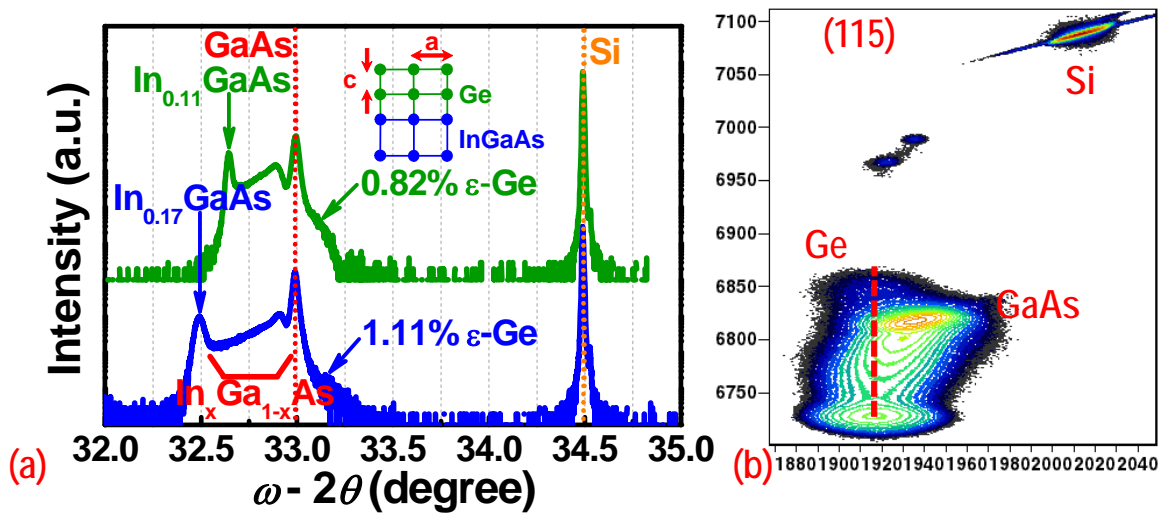 GaAs
Si
In0.11GaAs
a
c
Ge
InGaAs
0.82% ε-Ge
In0.17GaAs
1.11% ε-Ge
InxGa1-xAs
Intensity (a.u.)
32.0 32.5 33.0 33.5 34.0 34.5 35.0
ω - 2θ (degree)
(a)
(115)
Si
Ge
GaAs
7100
7050
7000
6950
6900
6850
6800
6750
1880 1900 1920 1940 1960 1980 2000 2020 2040
(b)